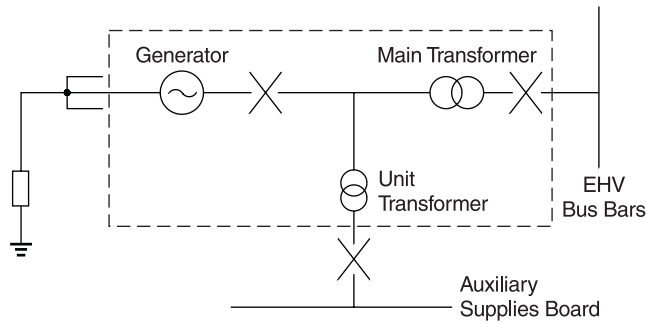 Generator
Main Transformer
Unit
Transformer
EHV
Bus Bars
Auxiliary
Supplies Board